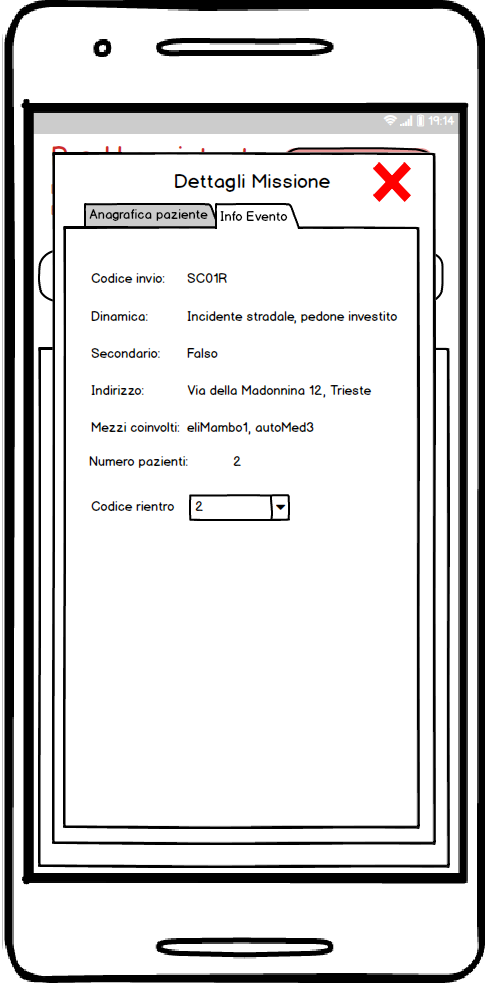 19:14
Dettagli Missione
Anagrafica paziente Info Evento
Codice invio: SC01R
Dinamica: Incidente stradale, pedone investito
Secondario: Falso
Indirizzo: Via della Madonnina 12, Trieste
Mezzi coinvolti: eliMambo1, autoMed3
Numero pazienti: 2
Codice rientro 2